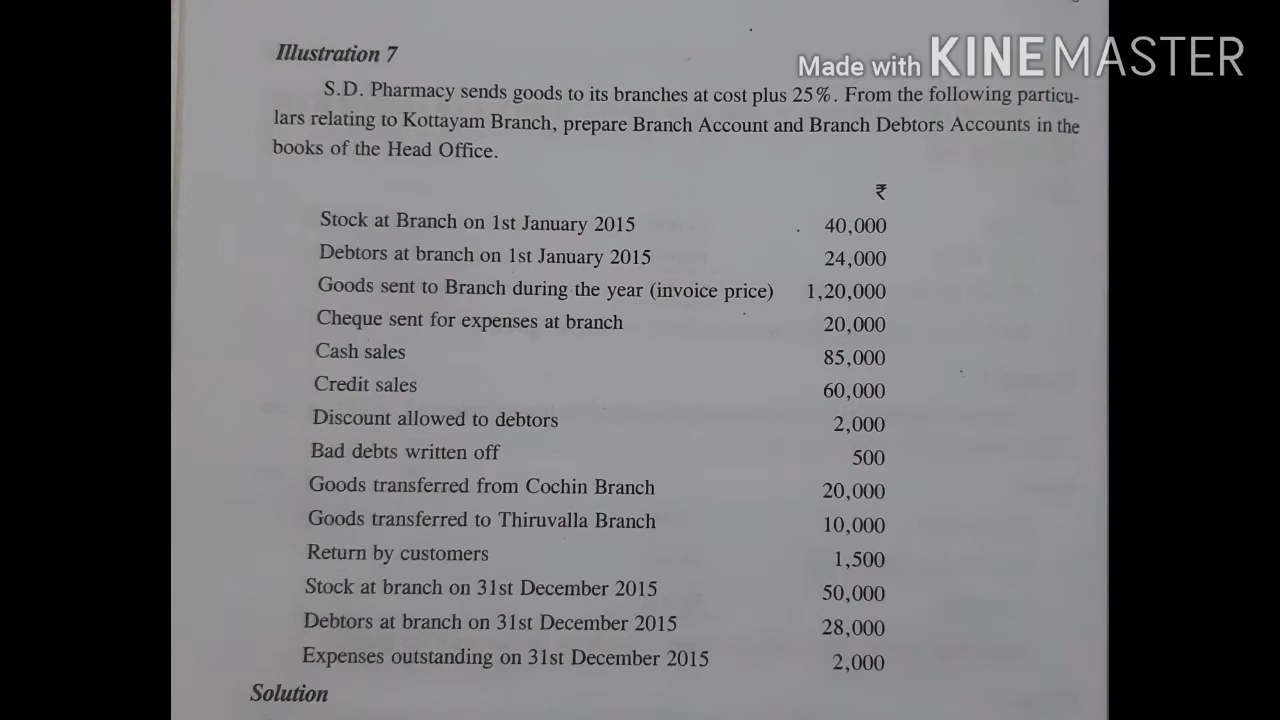 Made with KINEMASTER
Illustration 7
S.D. Pharmacy sends goods to its branches at cost plus 25%. From the following particu-
lars relating to Kottayam Branch, prepare Branch Account and Branch Debtors Accounts in the
books of the Head Office.
₹
Stock at Branch on 1st January 2015 40,000
Debtors at branch on 1st January 2015 24,000
Goods sent to Branch during the year (invoice price) 1,20,000
Cheque sent for expenses at branch 20,000
Cash sales 85,000
Credit sales 60,000
Discount allowed to debtors 2,000
Bad debts written off 500
Goods transferred from Cochin Branch 20,000
Goods transferred to Thiruvalla Branch 10,000
Return by customers 1,500
Stock at branch on 31st December 2015 50,000
Debtors at branch on 31st December 2015 28,000
Expenses outstanding on 31st December 2015 2,000
Solution